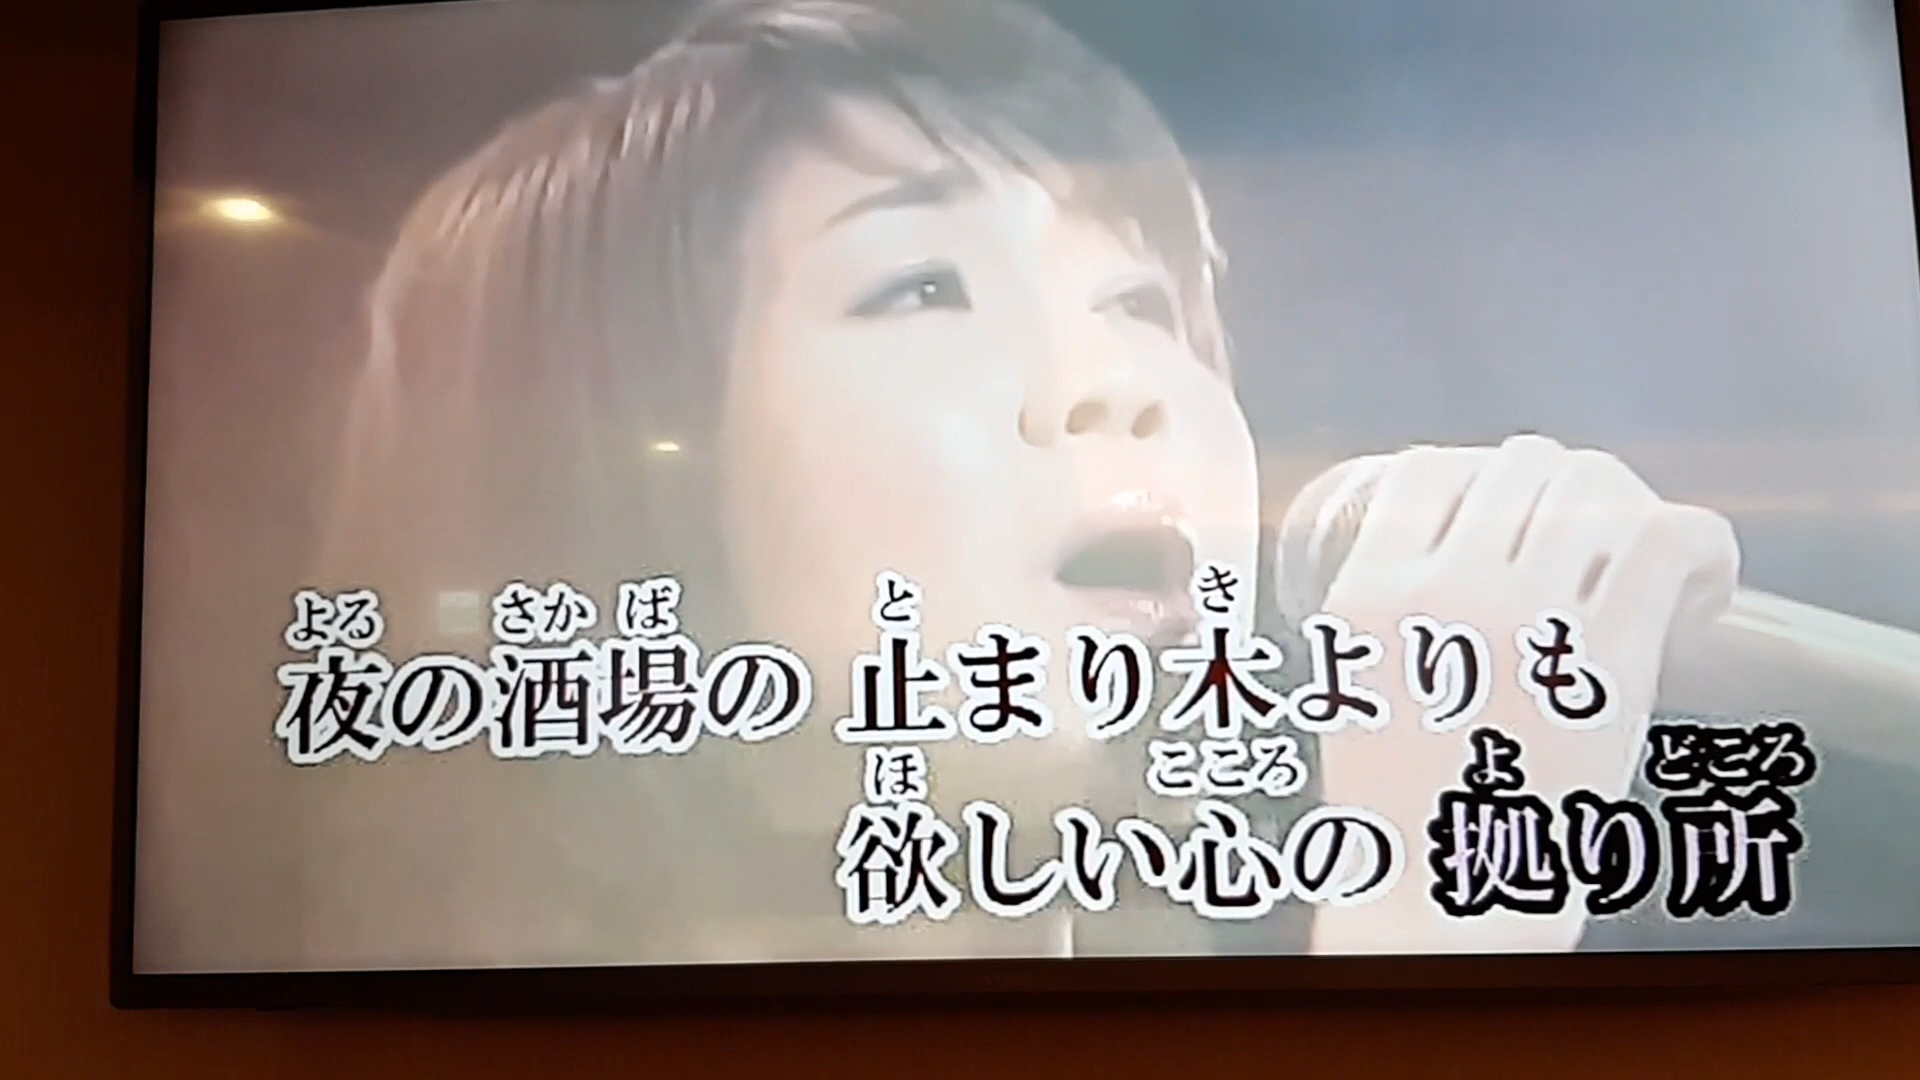 よる さかば と き
夜の酒場の 止まり木よりも
ほ こころ よ どころ
欲しい心の 拠り所